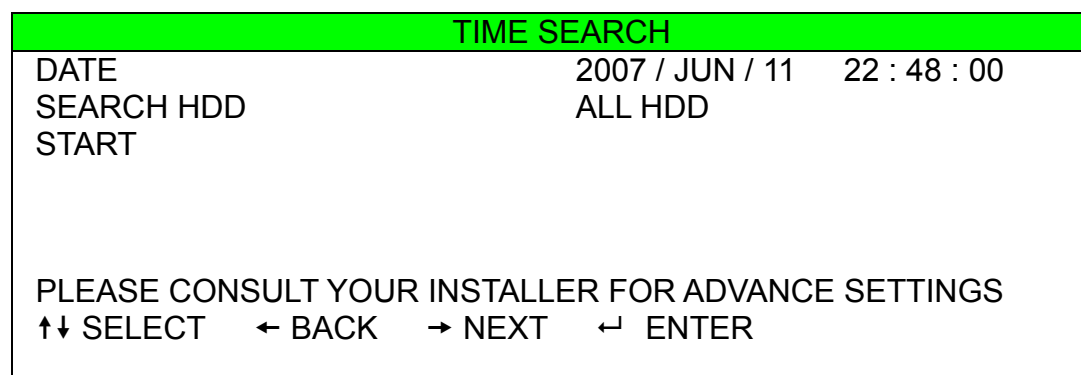 TIME SEARCH
DATE 2007 / JUN / 11 22 : 48 : 00
SEARCH HDD ALL HDD
START
PLEASE CONSULT YOUR INSTALLER FOR ADVANCE SETTINGS
↑↓ SELECT ← BACK → NEXT ↵ ENTER